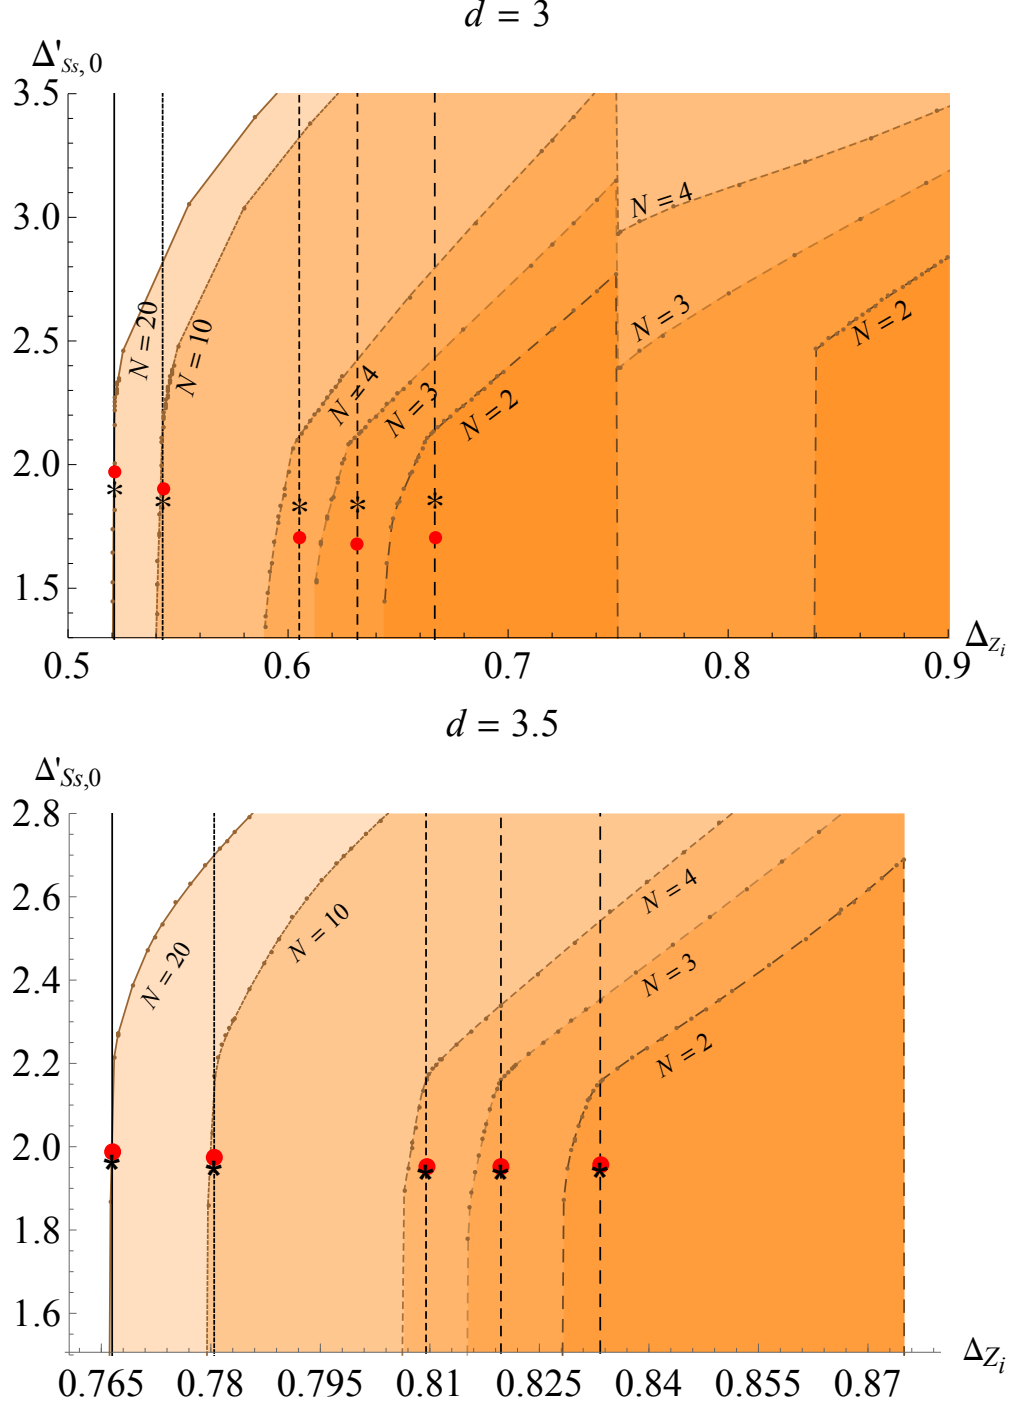 d = 3
Δ'Ss,0
3.5
3.0
2.5
2.0
1.5
N = 20
N = 10
N = 4
N = 3
N = 2
N = 4
N = 3
N = 2
0.5 0.6 0.7 0.8 0.9
ΔZi
d = 3.5
Δ'Ss,0
2.8
2.6
2.4
2.2
2.0
1.8
1.6
N = 20
N = 10
N = 4
N = 3
N = 2
0.765 0.78 0.795 0.81 0.825 0.84 0.855 0.87
ΔZi